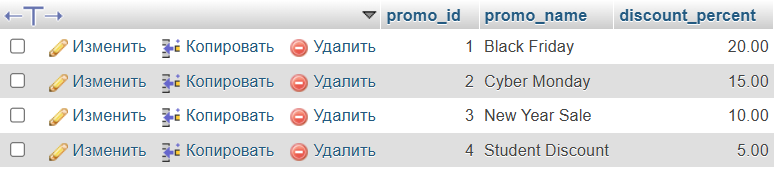 promo_id promo_name discount_percent
Изменить Копировать Удалить 1 Black Friday 20.00
Изменить Копировать Удалить 2 Cyber Monday 15.00
Изменить Копировать Удалить 3 New Year Sale 10.00
Изменить Копировать Удалить 4 Student Discount 5.00